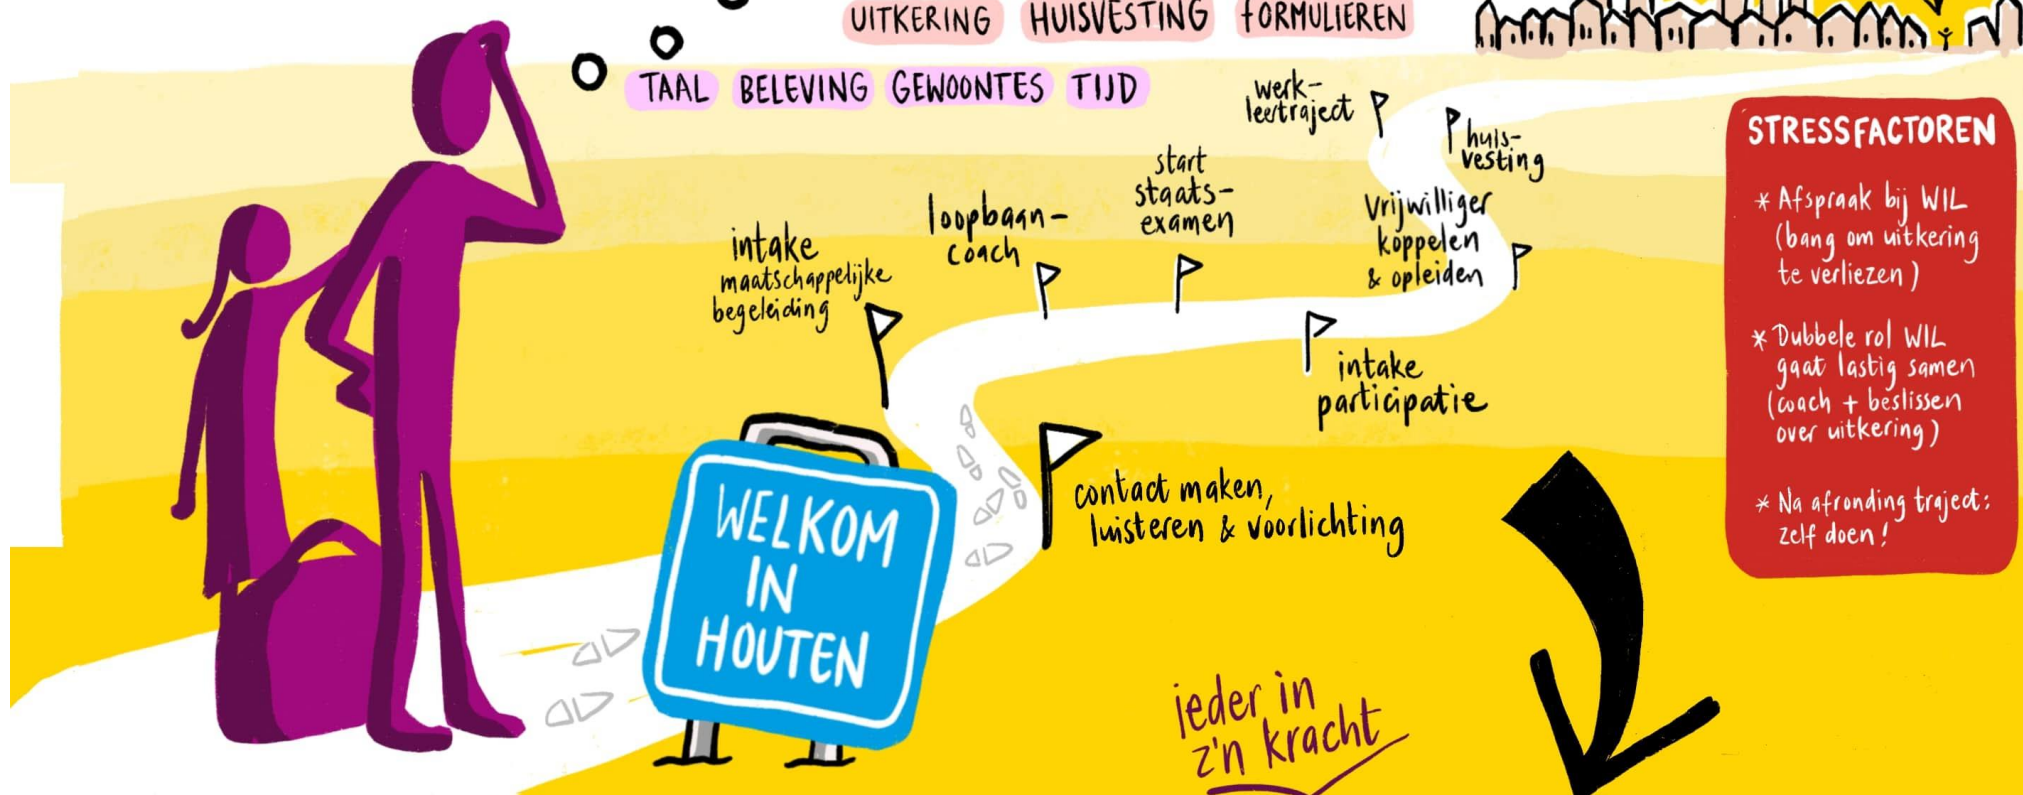 UITKERING HUISVESTING FORMULIEREN
TAAL BELEVING GEWOONTES TIJD
werk-
leertraject
huis-
vesting
start
staats-
examen
Vrijwilliger
koppelen
& opleiden
loopbaan-
coach
intake
maatschappelijke
begeleiding
intake
participatie
contact maken,
luisteren & voorlichting
WELKOM
IN
HOUTEN
ieder in
z'n kracht
STRESSFACTOREN
* Afspraak bij WIL
(bang om uitkering
te verliezen)
* Dubbele rol WIL
gaat lastig samen
(coach + beslissen
over uitkering)
* Na afronding traject:
zelf doen!